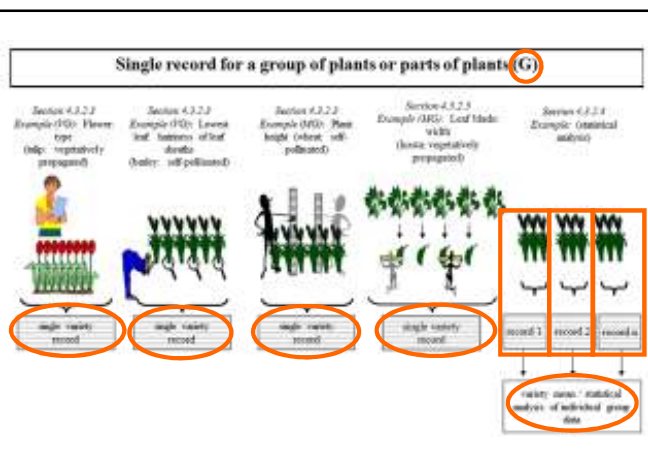 Single record for a group of plants or parts of plants (G)
Section 4.3.2.3
Example (VG): Flower:
type
(tulip: vegetatively
propagated)
Section 4.3.2.3
Example (VG): Lowest
leaf: hairiness of leaf
sheaths
(barley: self-pollinated)
Section 4.3.2.3
Example (MG): Plant:
height (wheat: self-
pollinated)
Section 4.3.2.3
Example (MG): Leaf blade:
width
(hosta: vegetatively
propagated)
Section 4.3.2.4
Example: (statistical
analysis)
single variety
record
single variety
record
single variety
record
single variety
record
record 1
record 2
record n
variety mean / statistical
analysis of individual group
data